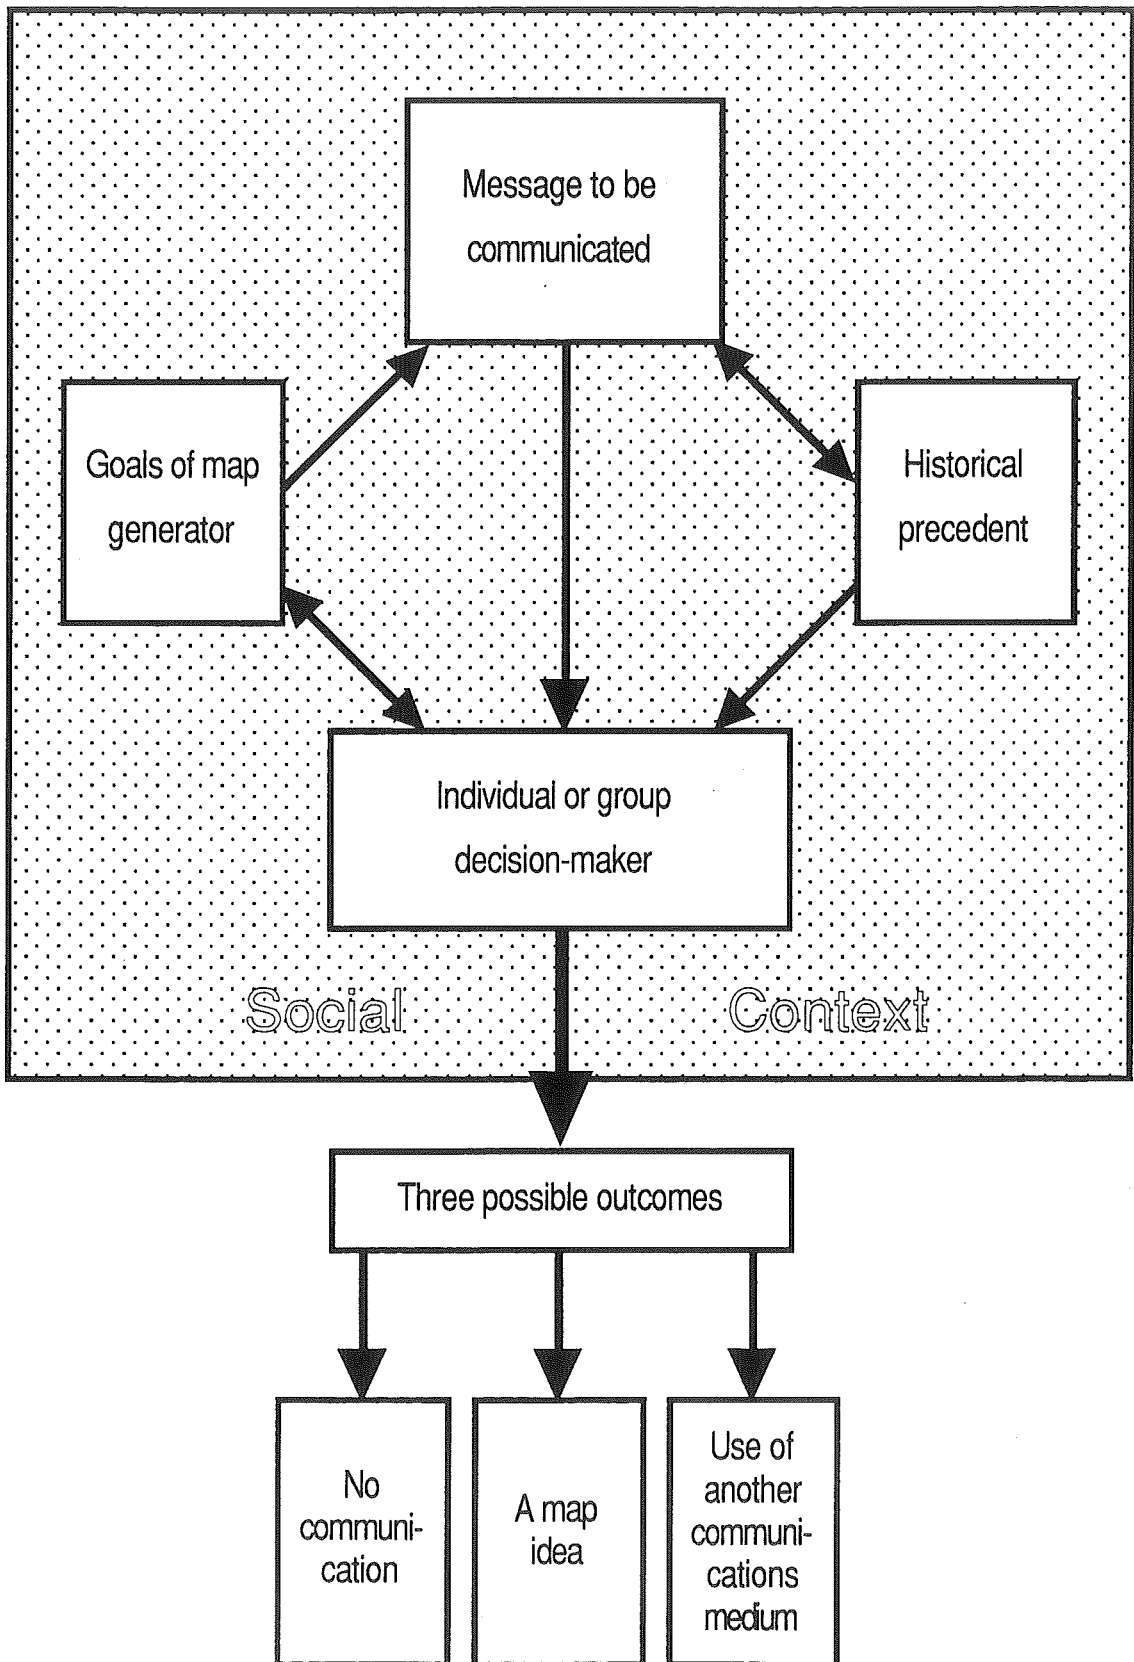 Message to be
communicated
Goals of map
generator
Historical
precedent
Individual or group
decision-maker
Social Context
Three possible outcomes
No
communi-
cation
A map
idea
Use of
another
communi-
cations
medium